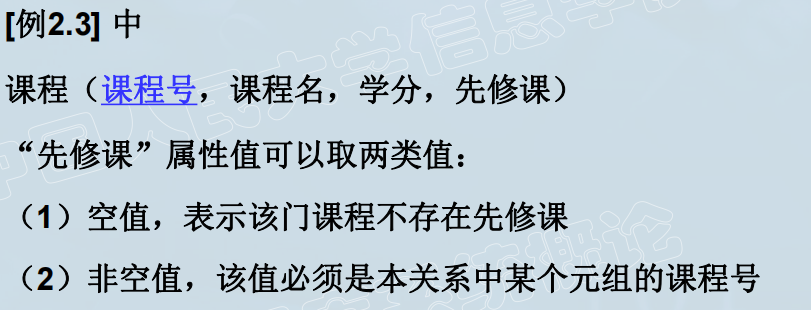 [例2.3] 中
课程（课程号，课程名，学分，先修课）
“先修课”属性值可以取两类值：
（1）空值，表示该门课程不存在先修课
（2）非空值，该值必须是本关系中某个元组的课程号